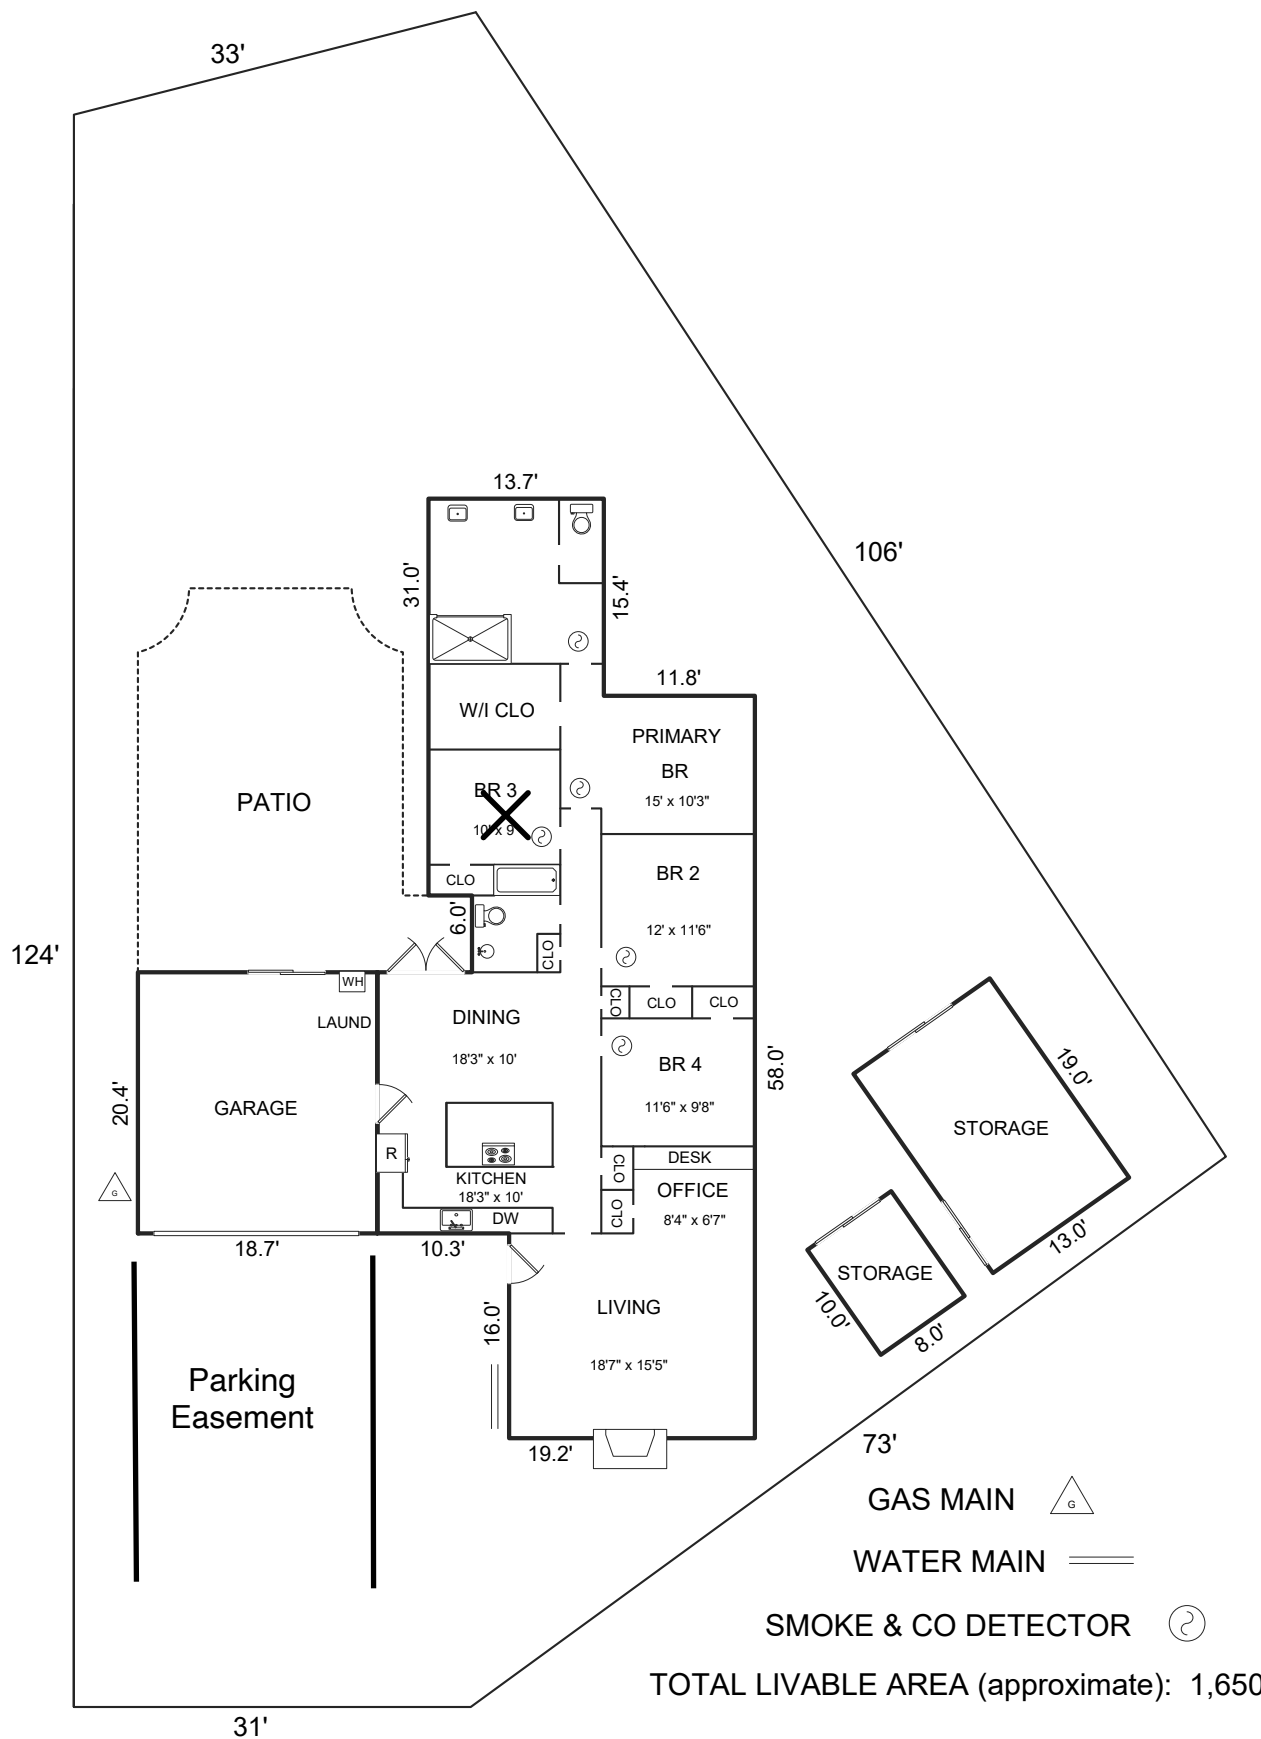 33'
106'
13.7'
31.0'
15.4'
11.8'
W/I CLO
PRIMARY
BR
15' x 10'3"
BR 3
10' x 9'
PATIO
CLO
BR 2
12' x 11'6"
6.0'
CLO
124'
WH
LAUND
DINING
18'3" x 10'
CLO
CLO
CLO
BR 4
11'6" x 9'8"
58.0'
20.4'
GARAGE
R
G
KITCHEN
18'3" x 10'
DW
CLO
CLO
DESK
OFFICE
8'4" x 6'7"
18.7'
10.3'
16.0'
LIVING
18'7" x 15'5"
19.2'
STORAGE
19.0'
13.0'
STORAGE
10.0'
8.0'
Parking
Easement
73'
GAS MAIN G
WATER MAIN
SMOKE & CO DETECTOR
TOTAL LIVABLE AREA (approximate): 1,650
31'